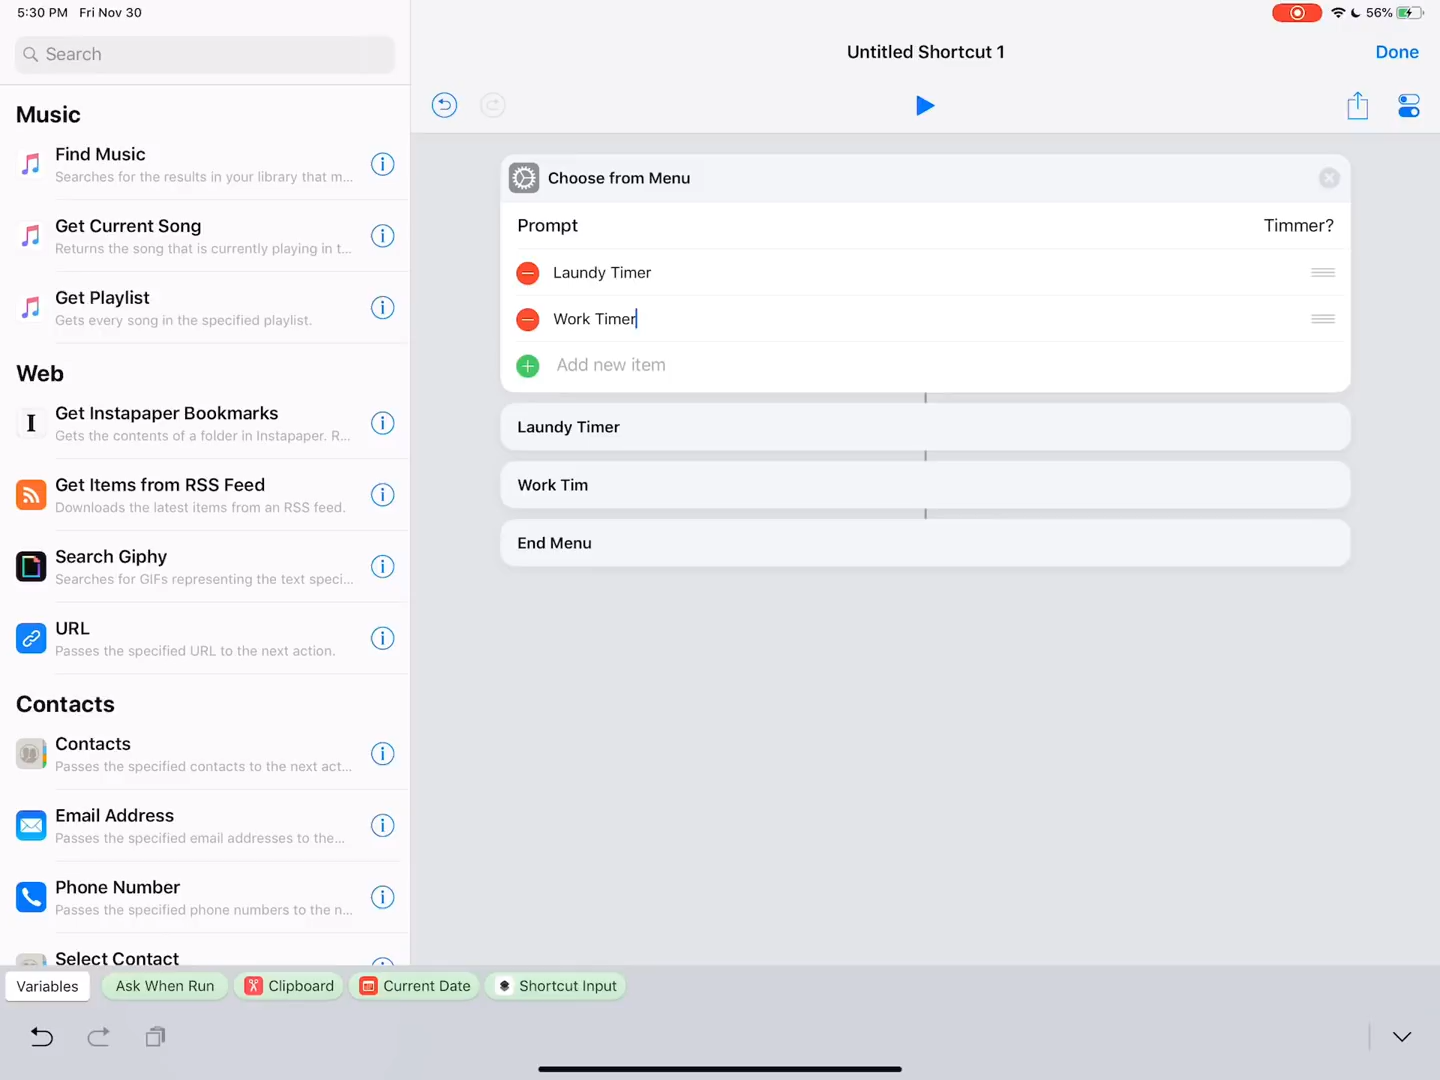 5:30 PM Fri Nov 30
56%
Search
Untitled Shortcut 1
Done
Music
Find Music
Searches for the results in your library that m...
Get Current Song
Returns the song that is currently playing in t...
Get Playlist
Gets every song in the specified playlist.
Web
Get Instapaper Bookmarks
Gets the contents of a folder in Instapaper. R...
Get Items from RSS Feed
Downloads the latest items from an RSS feed.
Search Giphy
Searches for GIFs representing the text speci...
URL
Passes the specified URL to the next action.
Contacts
Contacts
Passes the specified contacts to the next act...
Email Address
Passes the specified email addresses to the...
Phone Number
Passes the specified phone numbers to the n...
Select Contact
Choose from Menu
Prompt
Timmer?
Laundy Timer
Work Timer
Add new item
Laundy Timer
Work Tim
End Menu
Variables
Ask When Run
Clipboard
Current Date
Shortcut Input